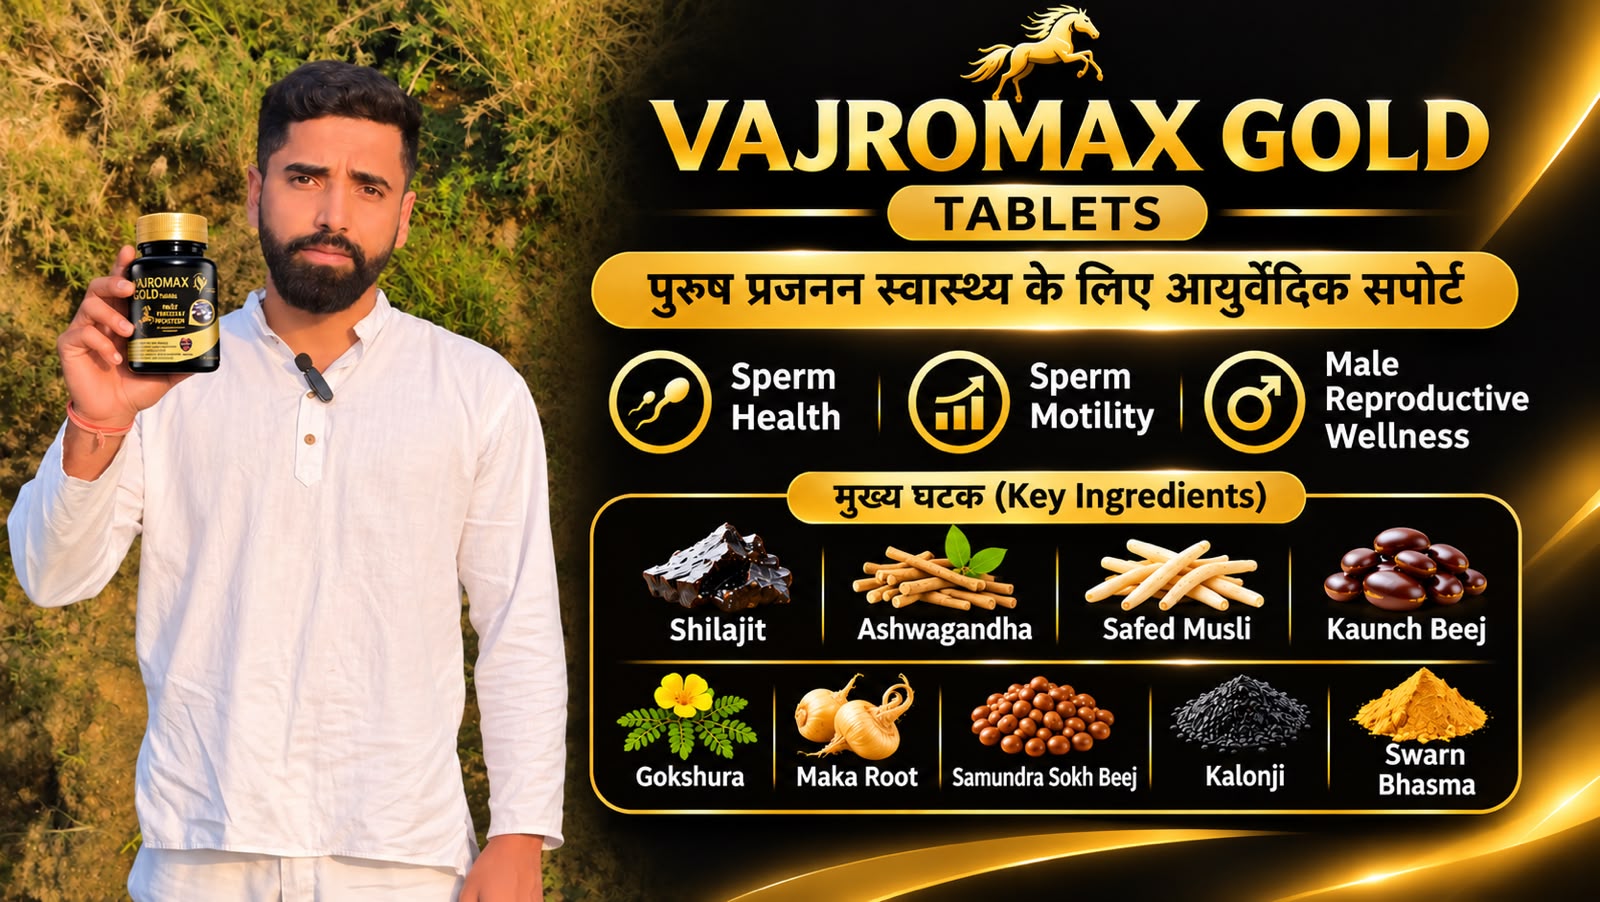 VAJROMAX GOLD
TABLETS
पुरुष प्रजनन स्वास्थ्य के लिए आयुर्वेदिक सपोर्ट
Sperm
Health
Sperm
Motility
Male
Reproductive
Wellness
मुख्य घटक (Key Ingredients)
Shilajit
Ashwagandha
Safed Musli
Kaunch Beej
Gokshura
Maka Root
Samundra Sokh Beej
Kalonji
Swarn
Bhasma
VAJROMAX
GOLD